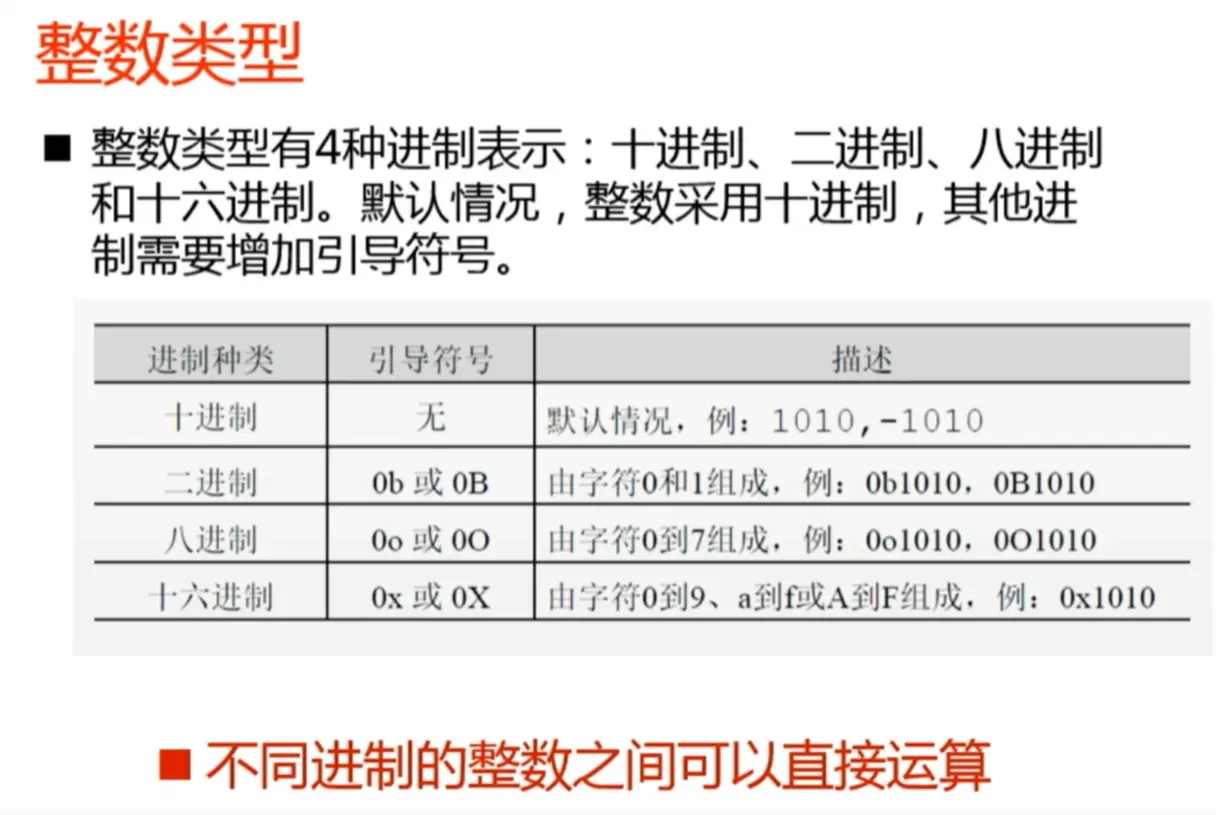 整数类型
■ 整数类型有4种进制表示：十进制、二进制、八进制
和十六进制。默认情况，整数采用十进制，其他进
制需要增加引导符号。
进制种类 引导符号 描述
十进制 无 默认情况，例：1010,-1010
二进制 0b 或 0B 由字符0和1组成，例：0b1010，0B1010
八进制 0o 或 0O 由字符0到7组成，例：0o1010，0O1010
十六进制 0x 或 0X 由字符0到9、a到f或A到F组成，例：0x1010
■ 不同进制的整数之间可以直接运算